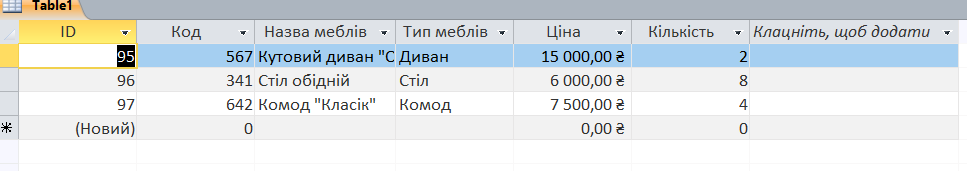 Table1
ID Код Назва меблів Тип меблів Ціна Кількість Клацніть, щоб додати
95 567 Кутовий диван "С Диван 15 000,00 ₴ 2
96 341 Стіл обідній Стіл 6 000,00 ₴ 8
97 642 Комод "Класік" Комод 7 500,00 ₴ 4
(Новий) 0 0,00 ₴ 0